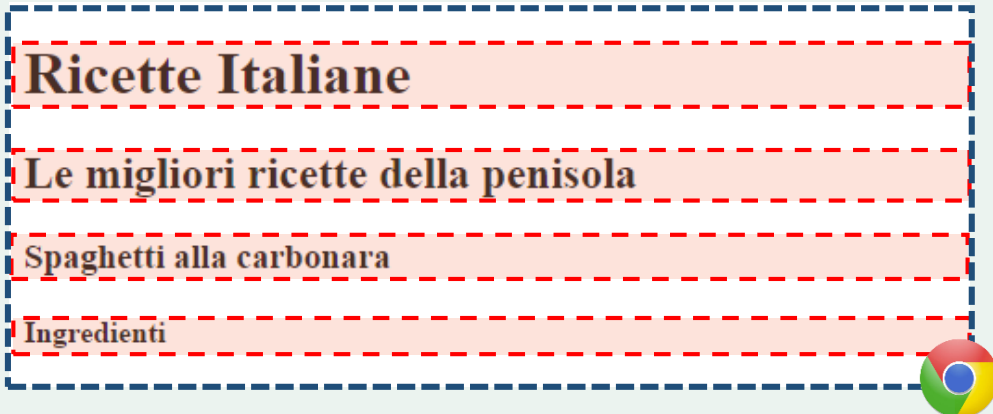 Ricette Italiane
Le migliori ricette della penisola
Spaghetti alla carbonara
Ingredienti